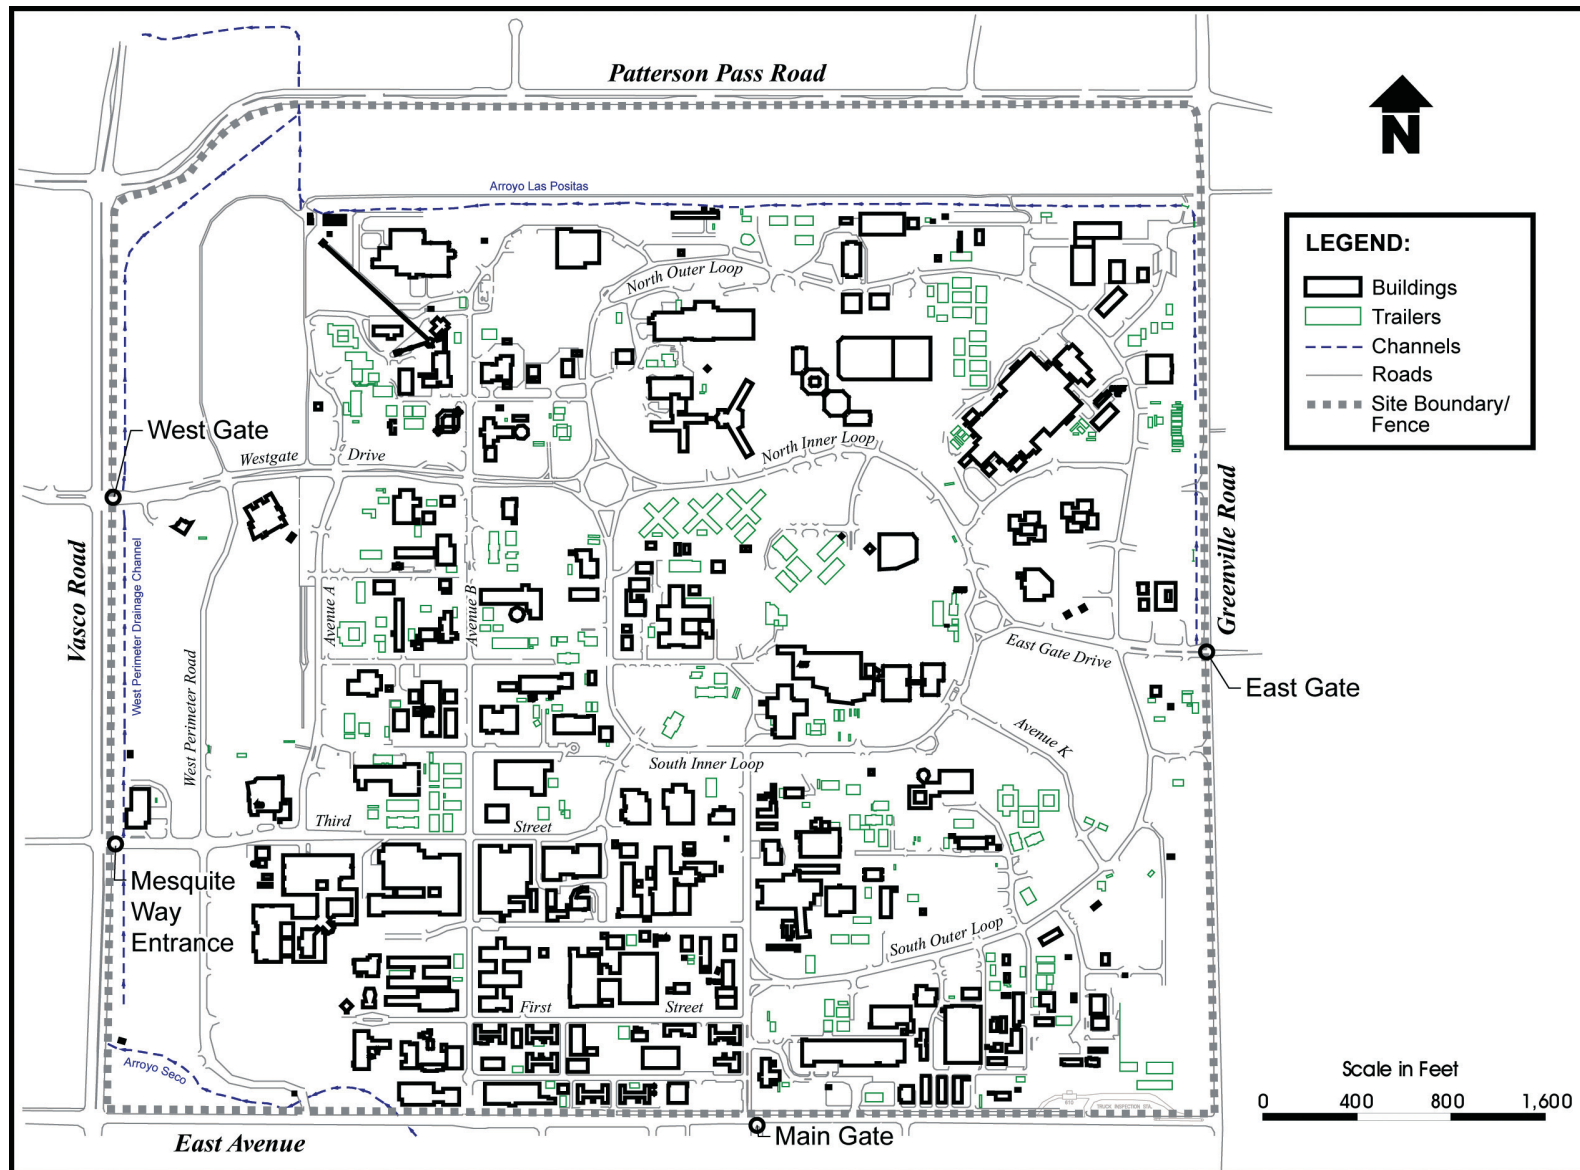 Patterson Pass Road
N
Arroyo Las Positas
LEGEND:
Buildings
Trailers
Channels
Roads
Site Boundary/
Fence
North Outer Loop
West Gate
Westgate Drive
North Inner Loop
Vasco Road
West Perimeter Drainage Channel
West Perimeter Road
Avenue A
Avenue B
Greenville Road
East Gate Drive
East Gate
Avenue K
South Inner Loop
Third Street
Mesquite
Way
Entrance
South Outer Loop
First Street
Arroyo Seco
TRUCK INSPECTION STA.
East Avenue
Main Gate
Scale in Feet
0 400 800 1,600